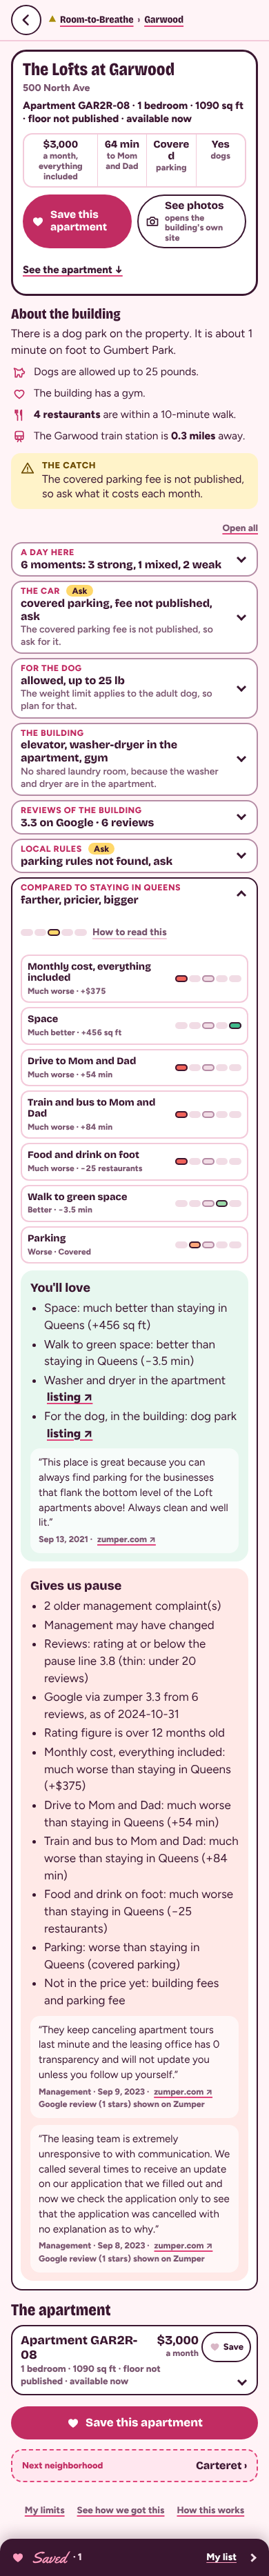 Room-to-Breathe › Garwood
The Lofts at Garwood
500 North Ave
Apartment GAR2R-08 · 1 bedroom · 1090 sq ft
· floor not published · available now
$3,000
a month,
everything
included
64 min
to Mom
and Dad
Covere
d
parking
Yes
dogs
Save this
apartment
See photos
opens the
building's own
site
See the apartment ↓
About the building
There is a dog park on the property. It is about 1
minute on foot to Gumbert Park.
Dogs are allowed up to 25 pounds.
The building has a gym.
4 restaurants are within a 10-minute walk.
The Garwood train station is 0.3 miles away.
THE CATCH
The covered parking fee is not published,
so ask what it costs each month.
Open all
A DAY HERE
6 moments: 3 strong, 1 mixed, 2 weak
THE CAR Ask
covered parking, fee not published,
ask
The covered parking fee is not published, so
ask for it.
FOR THE DOG
allowed, up to 25 lb
The weight limit applies to the adult dog, so
plan for that.
THE BUILDING
elevator, washer-dryer in the
apartment, gym
No shared laundry room, because the washer
and dryer are in the apartment.
REVIEWS OF THE BUILDING
3.3 on Google · 6 reviews
LOCAL RULES Ask
parking rules not found, ask
COMPARED TO STAYING IN QUEENS
farther, pricier, bigger
How to read this
Monthly cost, everything
included
Much worse · +$375
Space
Much better · +456 sq ft
Drive to Mom and Dad
Much worse · +54 min
Train and bus to Mom and
Dad
Much worse · +84 min
Food and drink on foot
Much worse · −25 restaurants
Walk to green space
Better · −3.5 min
Parking
Worse · Covered
You'll love
• Space: much better than staying in
Queens (+456 sq ft)
• Walk to green space: better than
staying in Queens (−3.5 min)
• Washer and dryer in the apartment
listing ↗
• For the dog, in the building: dog park
listing ↗
"This place is great because you can
always find parking for the businesses
that flank the bottom level of the Loft
apartments above! Always clean and well
lit."
Sep 13, 2021 · zumper.com ↗
Gives us pause
• 2 older management complaint(s)
• Management may have changed
• Reviews: rating at or below the
pause line 3.8 (thin: under 20
reviews)
• Google via zumper 3.3 from 6
reviews, as of 2024-10-31
• Rating figure is over 12 months old
• Monthly cost, everything included:
much worse than staying in Queens
(+$375)
• Drive to Mom and Dad: much worse
than staying in Queens (+54 min)
• Train and bus to Mom and Dad: much
worse than staying in Queens (+84
min)
• Food and drink on foot: much worse
than staying in Queens (−25
restaurants)
• Parking: worse than staying in
Queens (covered parking)
• Not in the price yet: building fees
and parking fee
"They keep canceling apartment tours
last minute and the leasing office has 0
transparency and will not update you
unless you follow up yourself."
Management · Sep 9, 2023 · zumper.com ↗
Google review (1 stars) shown on Zumper
"The leasing team is extremely
unresponsive to with communication. We
called several times to receive an update
on our application that we filled out and
now we check the application only to see
that the application was cancelled with
no explanation as to why."
Management · Sep 8, 2023 · zumper.com ↗
Google review (1 stars) shown on Zumper
The apartment
Apartment GAR2R-
08
1 bedroom · 1090 sq ft · floor not
published · available now
$3,000
a month
Save
Save this apartment
Next neighborhood
Carteret ›
My limits
See how we got this
How this works
Saved · 1
My list